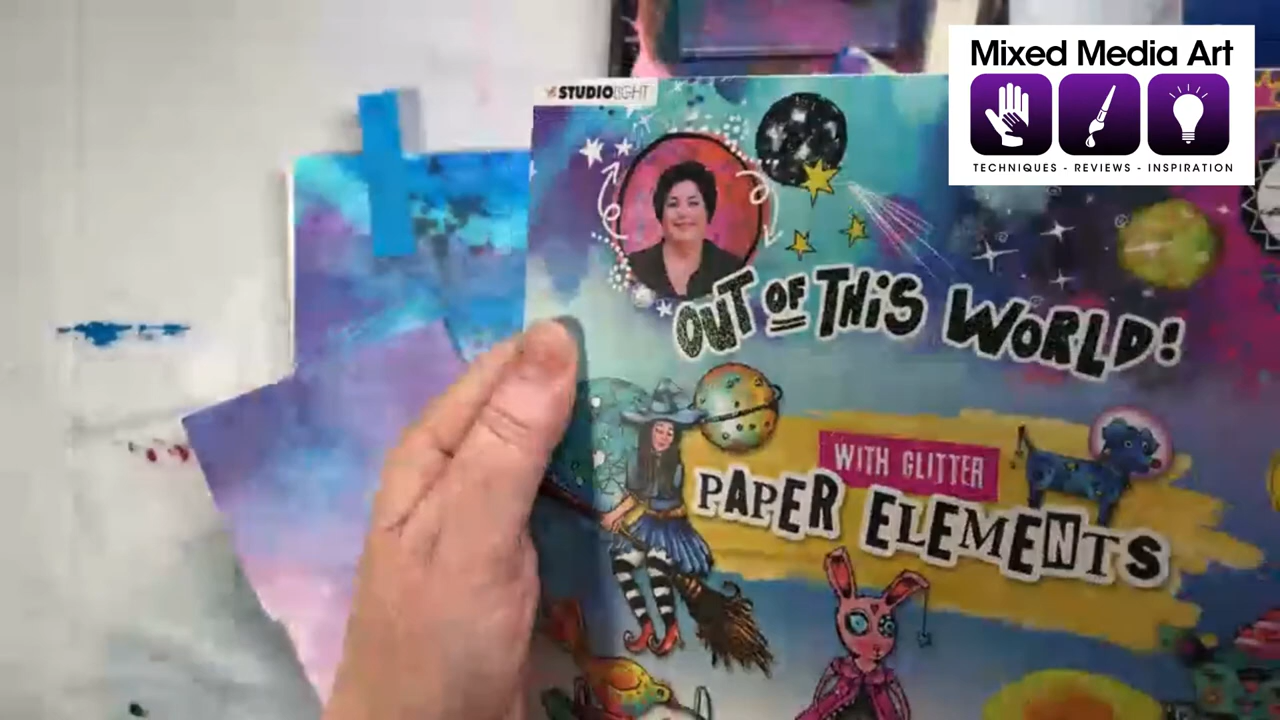 Mixed Media Art
TECHNIQUES - REVIEWS - INSPIRATION
STUDIOLIGHT
OUT OF THiS WORLD!
WITH GLITTER
PAPER ELEMENTS